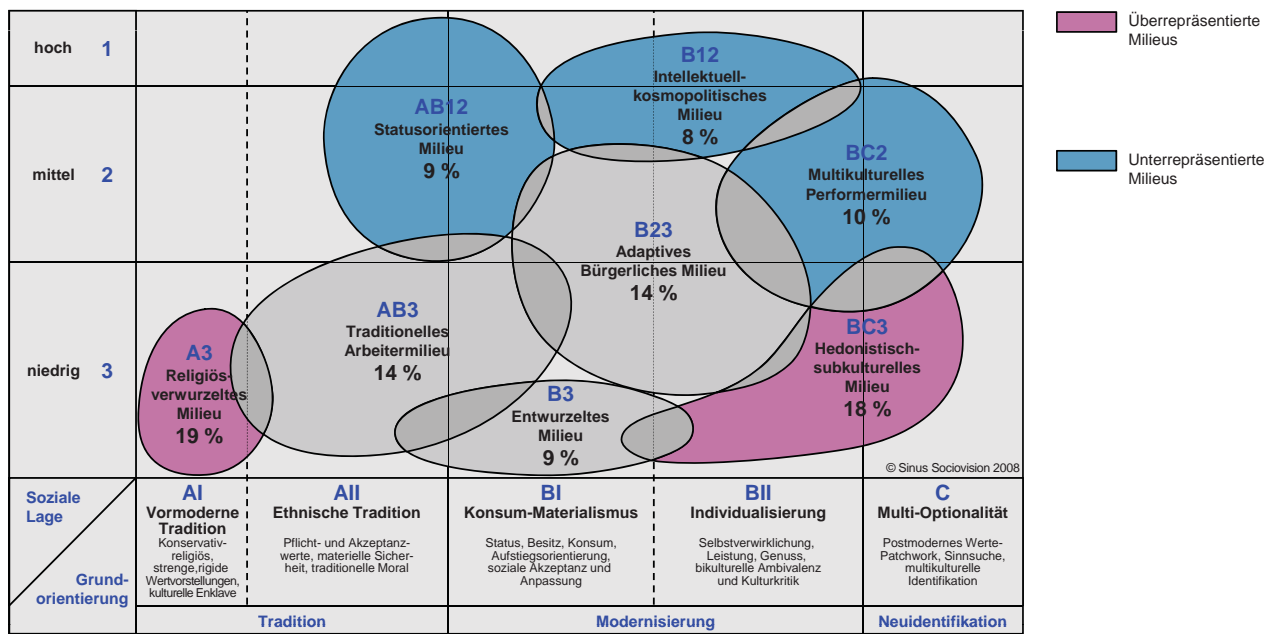 hoch 1
mittel 2
niedrig 3
B12
Intellektuell-
kosmopolitisches
Milieu
8 %
AB12
Statusorientiertes
Milieu
9 %
BC2
Multikulturelles
Performermilieu
10 %
B23
Adaptives
Bürgerliches Milieu
14 %
AB3
Traditionelles
Arbeitermilieu
14 %
A3
Religiös-
verwurzeltes
Milieu
19 %
BC3
Hedonistisch-
subkulturelles
Milieu
18 %
B3
Entwurzeltes
Milieu
9 %
© Sinus Sociovision 2008
Überrepräsentierte
Milieus
Unterrepräsentierte
Milieus
Soziale
Lage
Grund-
orientierung
AI
Vormoderne
Tradition
Konservativ-
religiös,
strenge,rigide
Wertvorstellungen,
kulturelle Enklave
AII
Ethnische Tradition
Pflicht- und Akzeptanz-
werte, materielle Sicher-
heit, traditionelle Moral
BI
Konsum-Materialismus
Status, Besitz, Konsum,
Aufstiegsorientierung,
soziale Akzeptanz und
Anpassung
BII
Individualisierung
Selbstverwirklichung,
Leistung, Genuss,
bikulturelle Ambivalenz
und Kulturkritik
C
Multi-Optionalität
Postmodernes Werte-
Patchwork, Sinnsuche,
multikulturelle
Identifikation
Tradition
Modernisierung
Neuidentifikation